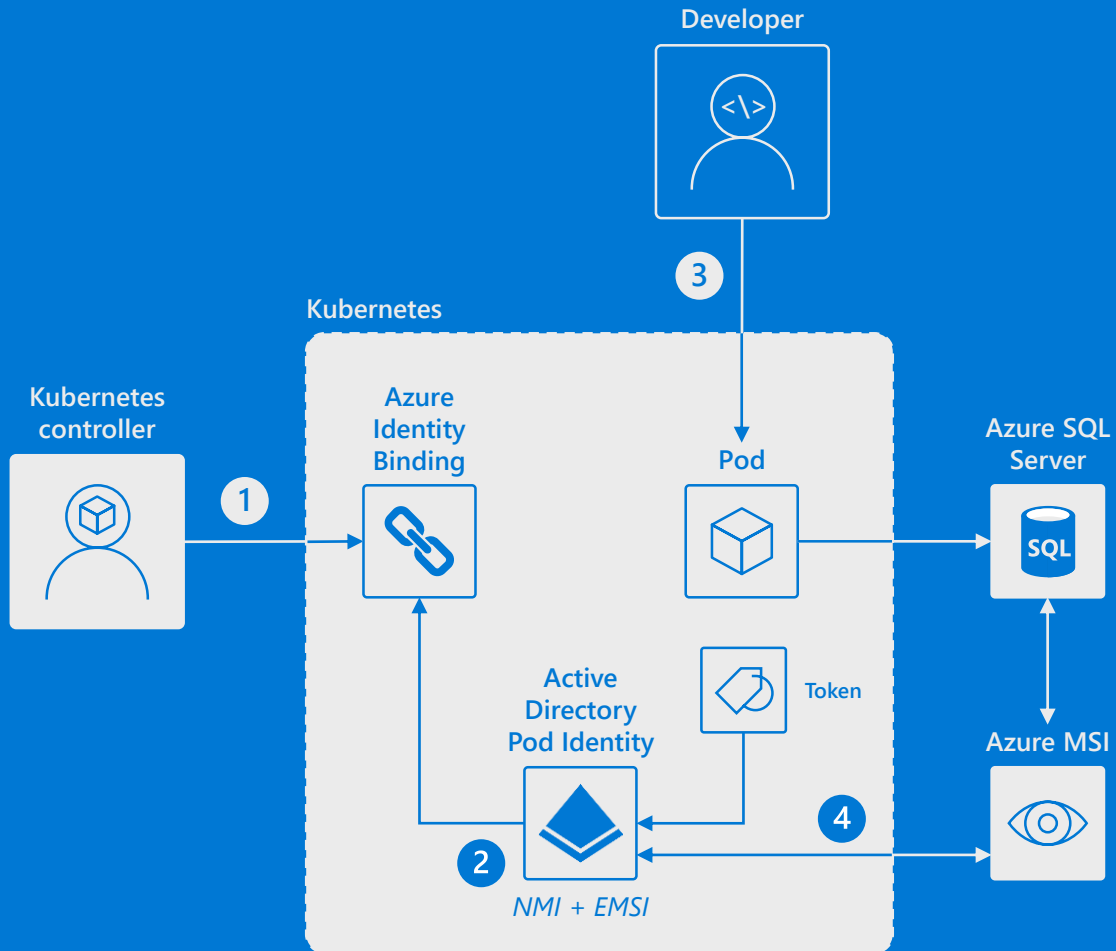 Developer
<\>
3
Kubernetes
Kubernetes
controller
1
Azure
Identity
Binding
Pod
Azure SQL
Server
SQL
Token
Active
Directory
Pod Identity
2
NMI + EMSI
4
Azure MSI